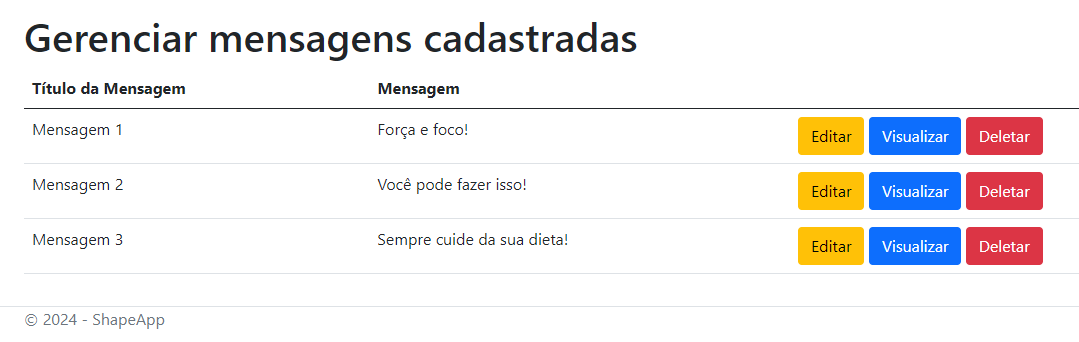 Gerenciar mensagens cadastradas
Título da Mensagem Mensagem
Mensagem 1 Força e foco! Editar Visualizar Deletar
Mensagem 2 Você pode fazer isso! Editar Visualizar Deletar
Mensagem 3 Sempre cuide da sua dieta! Editar Visualizar Deletar
© 2024 - ShapeApp